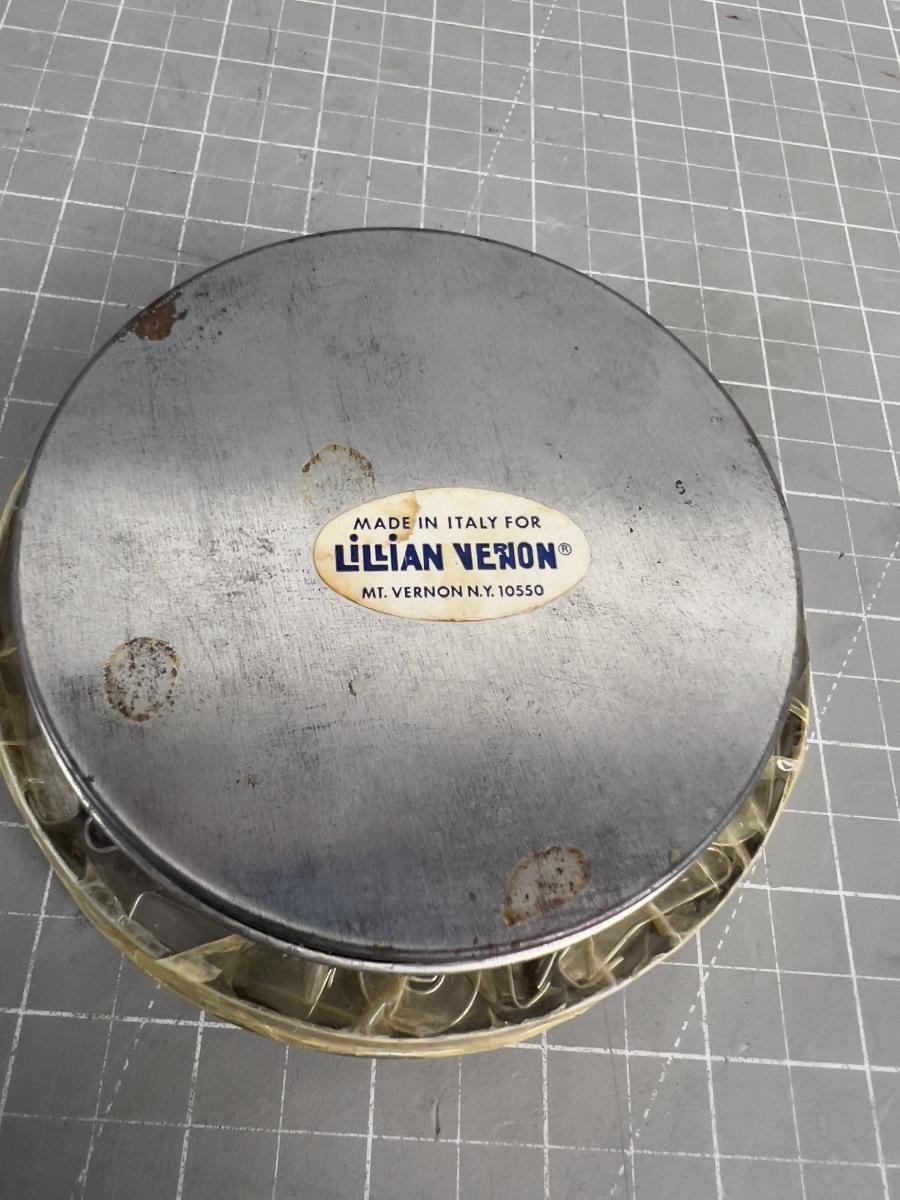 MADE IN ITALY FOR
LiLLiAN VERNON®
MT. VERNON N.Y. 10550